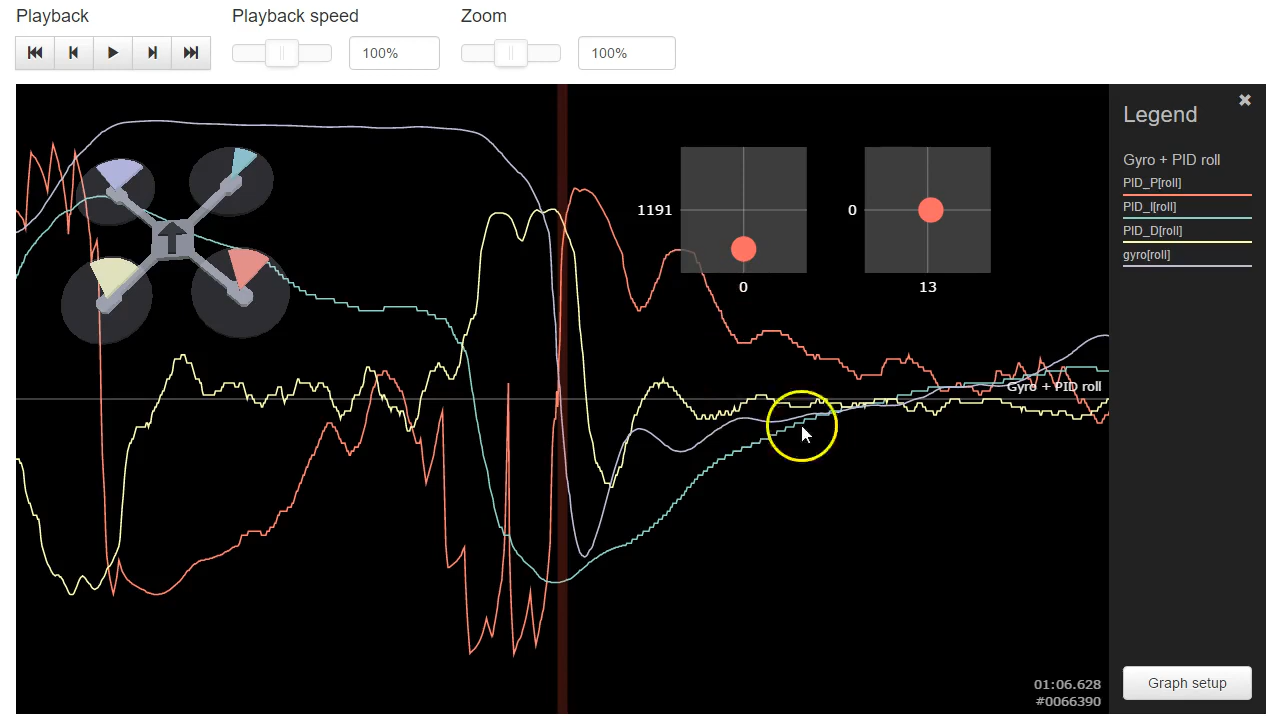 Playback
Playback speed
Zoom
100%
100%
Legend
Gyro + PID roll
PID_P[roll]
PID_I[roll]
PID_D[roll]
gyro[roll]
1191
0
0
13
Gyro + PID roll
01:06.628
#0066390
Graph setup